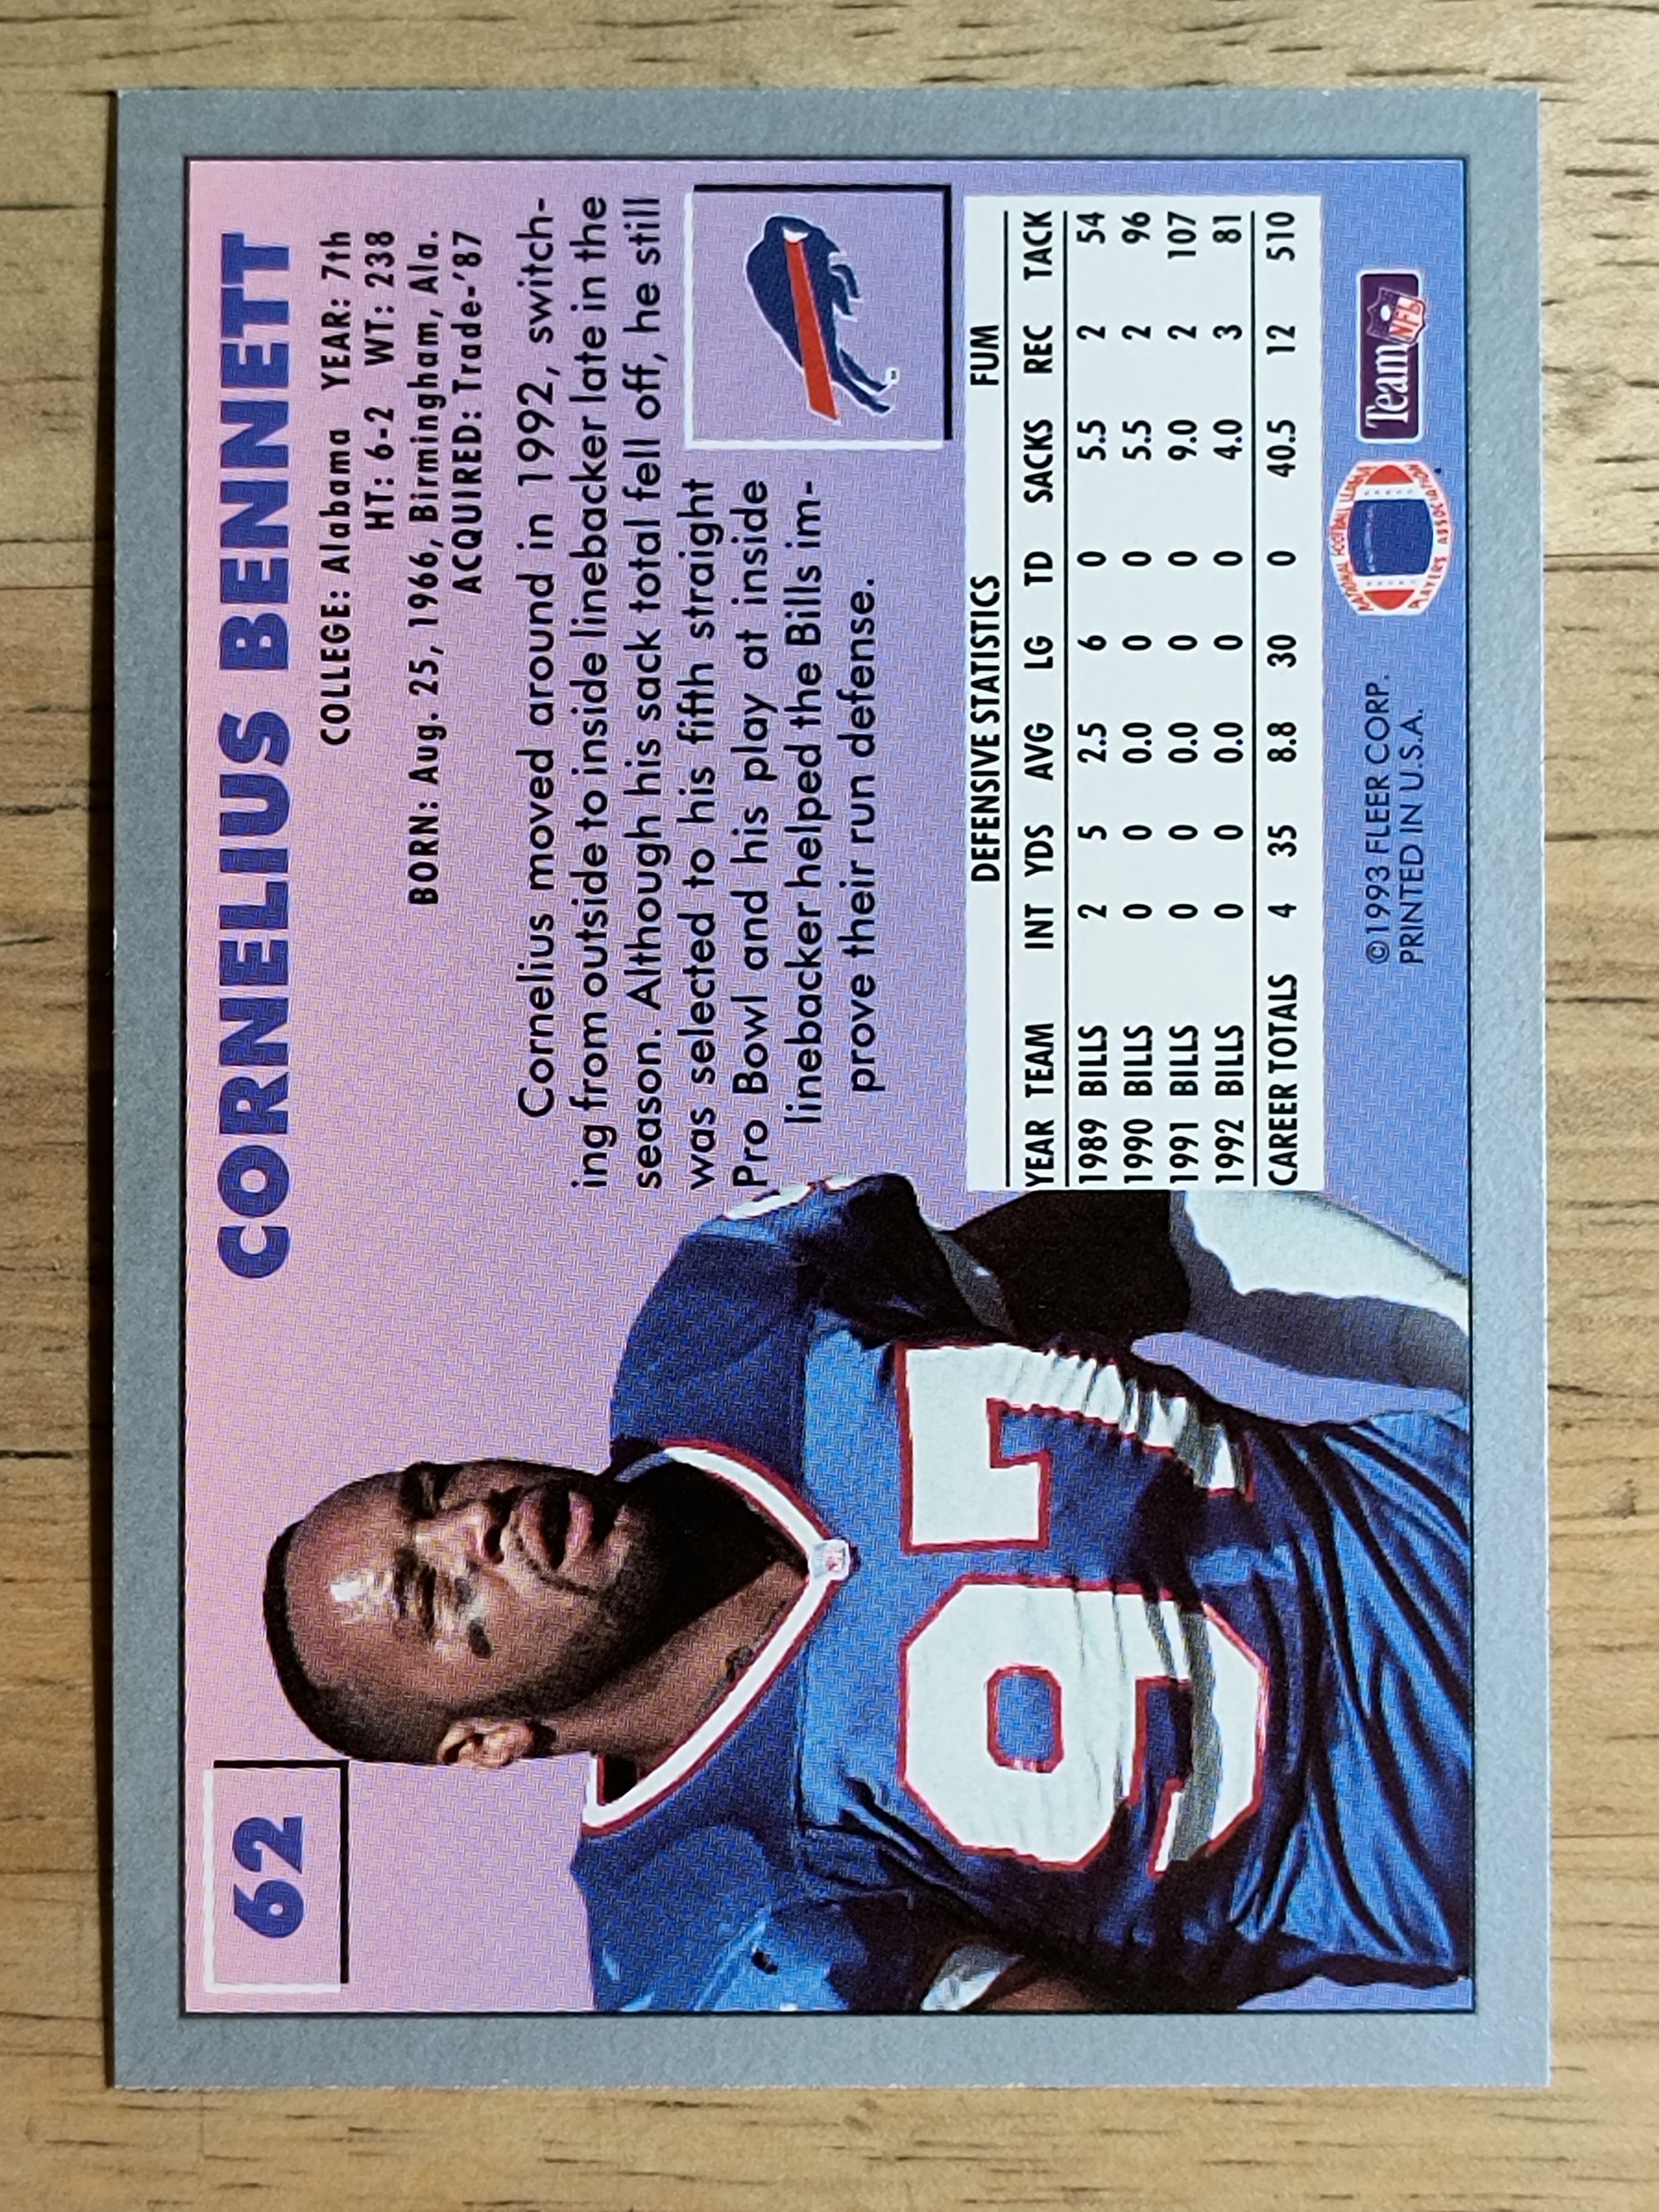 62
CORNELIUS BENNETT
COLLEGE: Alabama YEAR: 7th
HT: 6-2 WT: 238
BORN: Aug. 25, 1966, Birmingham, Ala.
ACQUIRED: Trade-'87
Cornelius moved around in 1992, switch-
ing from outside to inside linebacker late in the
season. Although his sack total fell off, he still
was selected to his fifth straight
Pro Bowl and his play at inside
linebacker helped the Bills im-
prove their run defense.
97
DEFENSIVE STATISTICS FUM
YEAR TEAM INT YDS AVG LG TD SACKS REC TACK
1989 BILLS 2 5 2.5 6 0 5.5 2 54
1990 BILLS 0 0 0.0 0 0 5.5 2 96
1991 BILLS 0 0 0.0 0 0 9.0 2 107
1992 BILLS 0 0 0.0 0 0 4.0 3 81
CAREER TOTALS 4 35 8.8 30 0 40.5 12 510
©1993 FLEER CORP.
PRINTED IN U.S.A.
NATIONAL FOOTBALL LEAGUE
PLAYERS ASSOCIATION
Team NFL